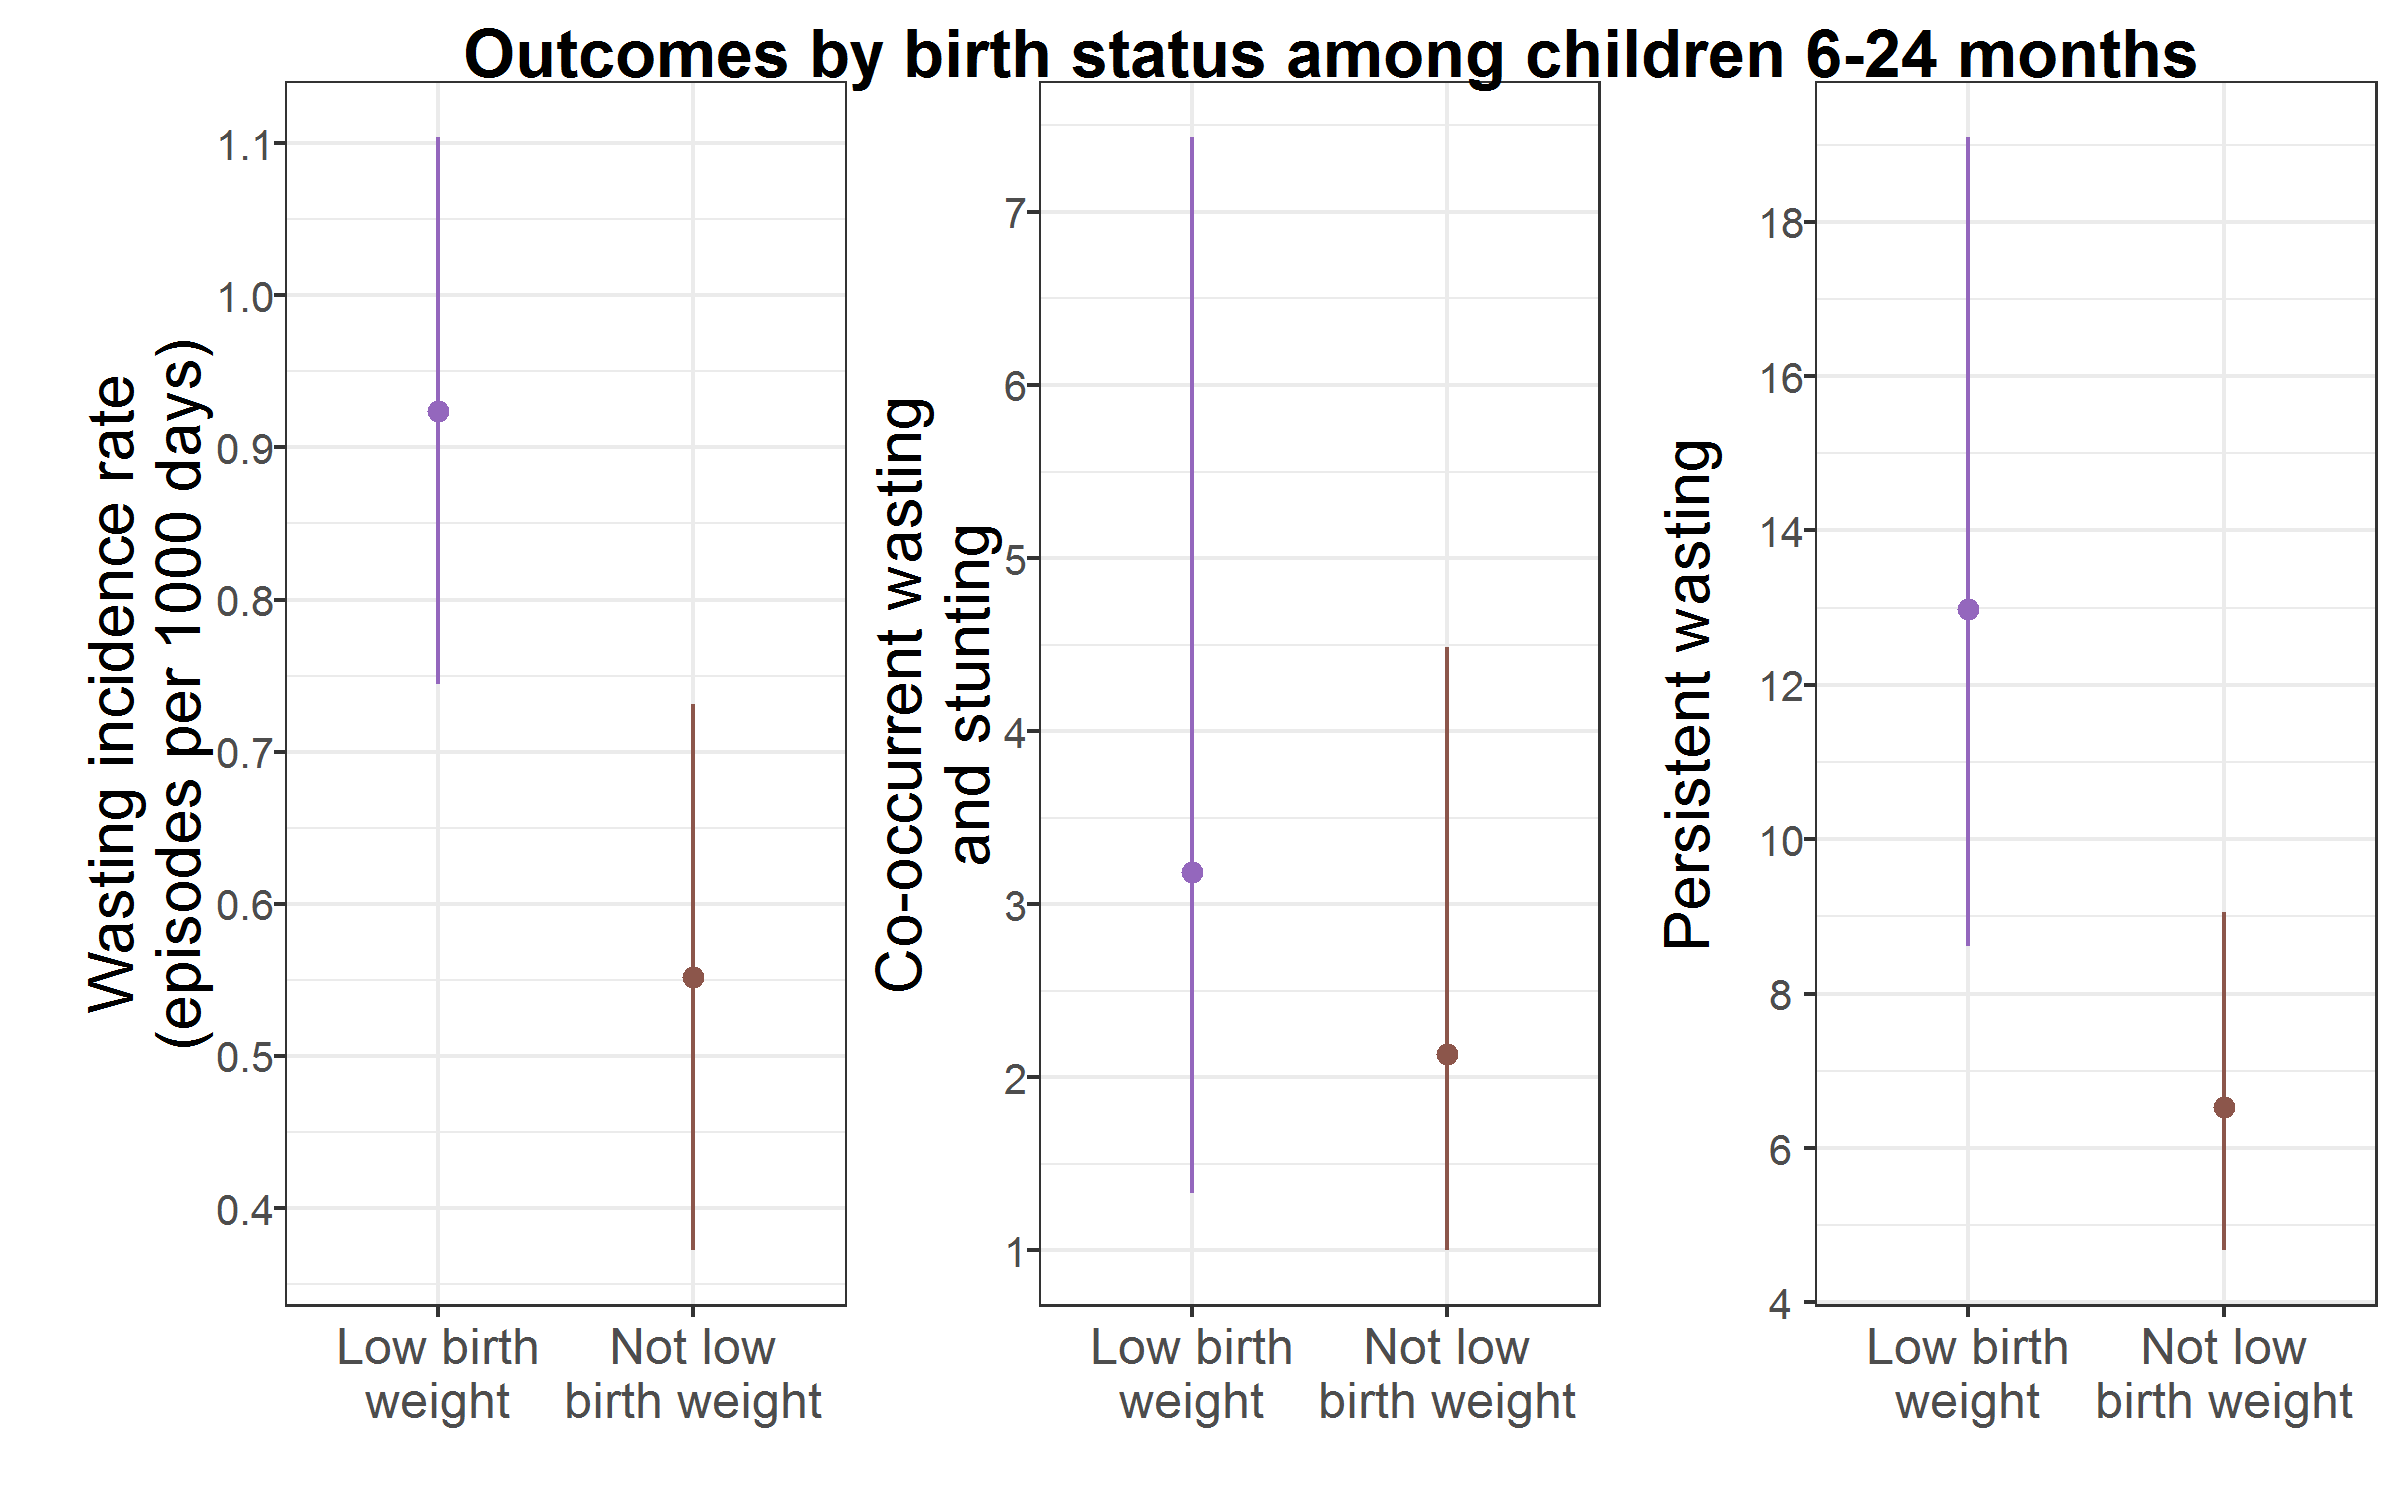 Outcomes by birth status among children 6-24 months
Wasting incidence rate
(episodes per 1000 days)
1.1
1.0
0.9
0.8
0.7
0.6
0.5
0.4
Low birth
weight
Not low
birth weight
Co-occurrent wasting
and stunting
7
6
5
4
3
2
1
Low birth
weight
Not low
birth weight
Persistent wasting
18
16
14
12
10
8
6
4
Low birth
weight
Not low
birth weight